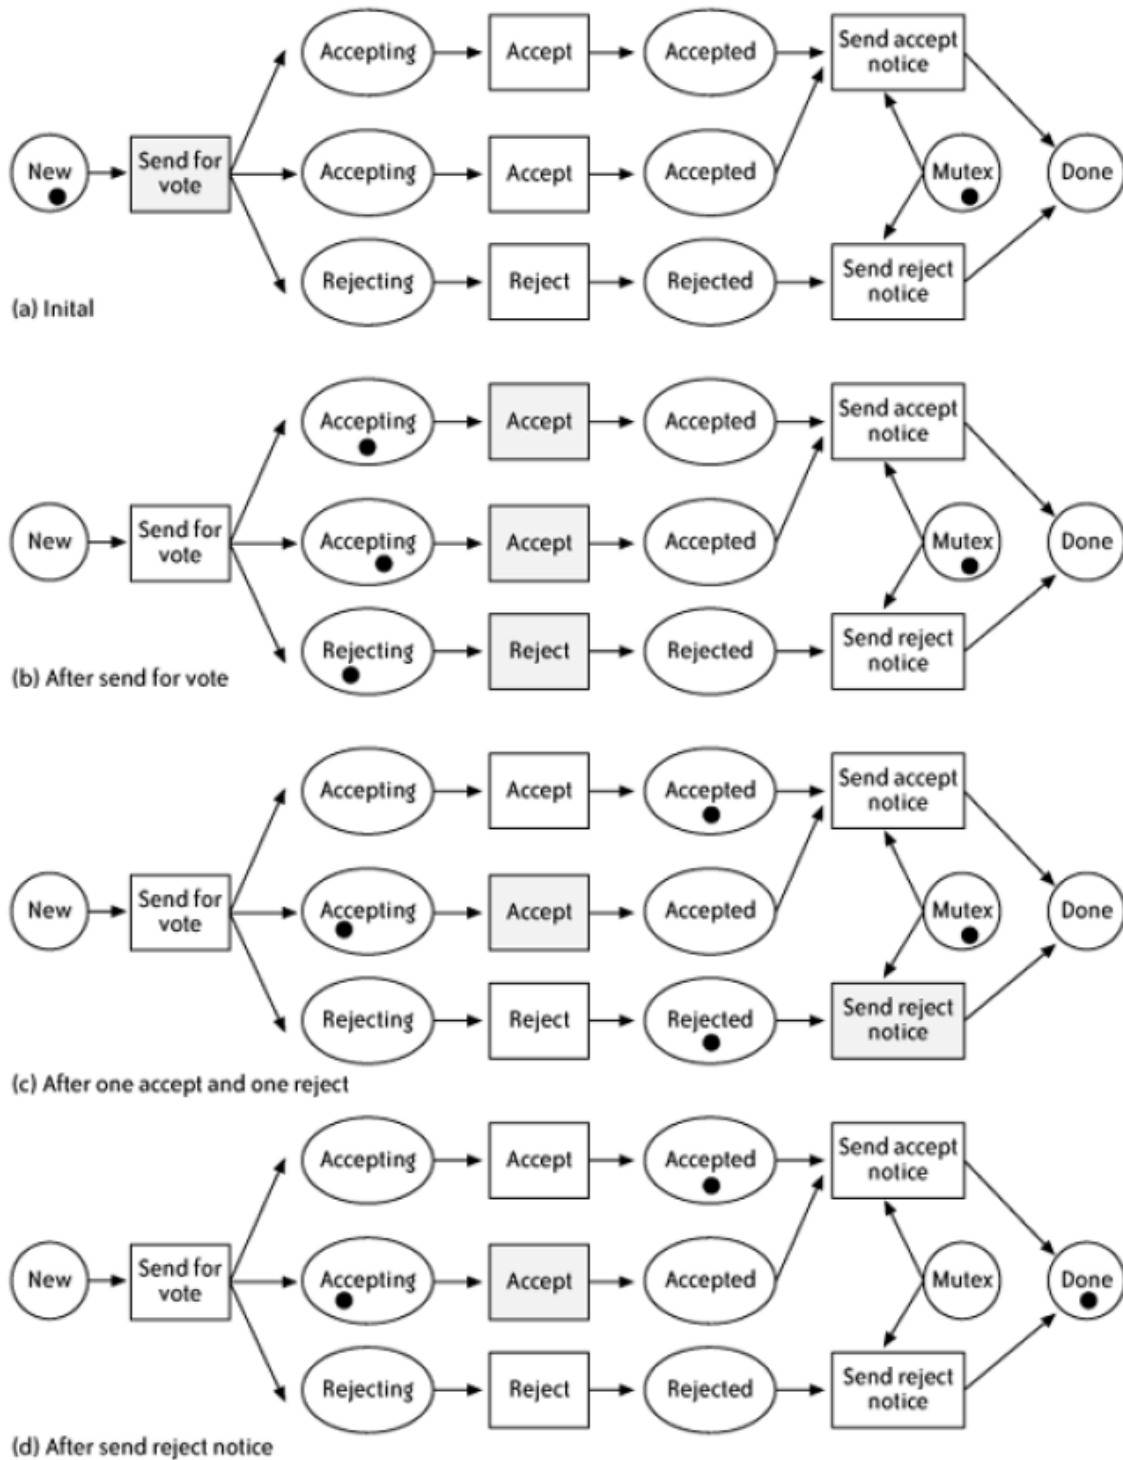 Accepting
Accept
Accepted
Send accept
notice
New
Send for
vote
Accepting
Accept
Accepted
Mutex
Done
Rejecting
Reject
Rejected
Send reject
notice
(a) Inital
Accepting
Accept
Accepted
Send accept
notice
New
Send for
vote
Accepting
Accept
Accepted
Mutex
Done
Rejecting
Reject
Rejected
Send reject
notice
(b) After send for vote
Accepting
Accept
Accepted
Send accept
notice
New
Send for
vote
Accepting
Accept
Accepted
Mutex
Done
Rejecting
Reject
Rejected
Send reject
notice
(c) After one accept and one reject
Accepting
Accept
Accepted
Send accept
notice
New
Send for
vote
Accepting
Accept
Accepted
Mutex
Done
Rejecting
Reject
Rejected
Send reject
notice
(d) After send reject notice